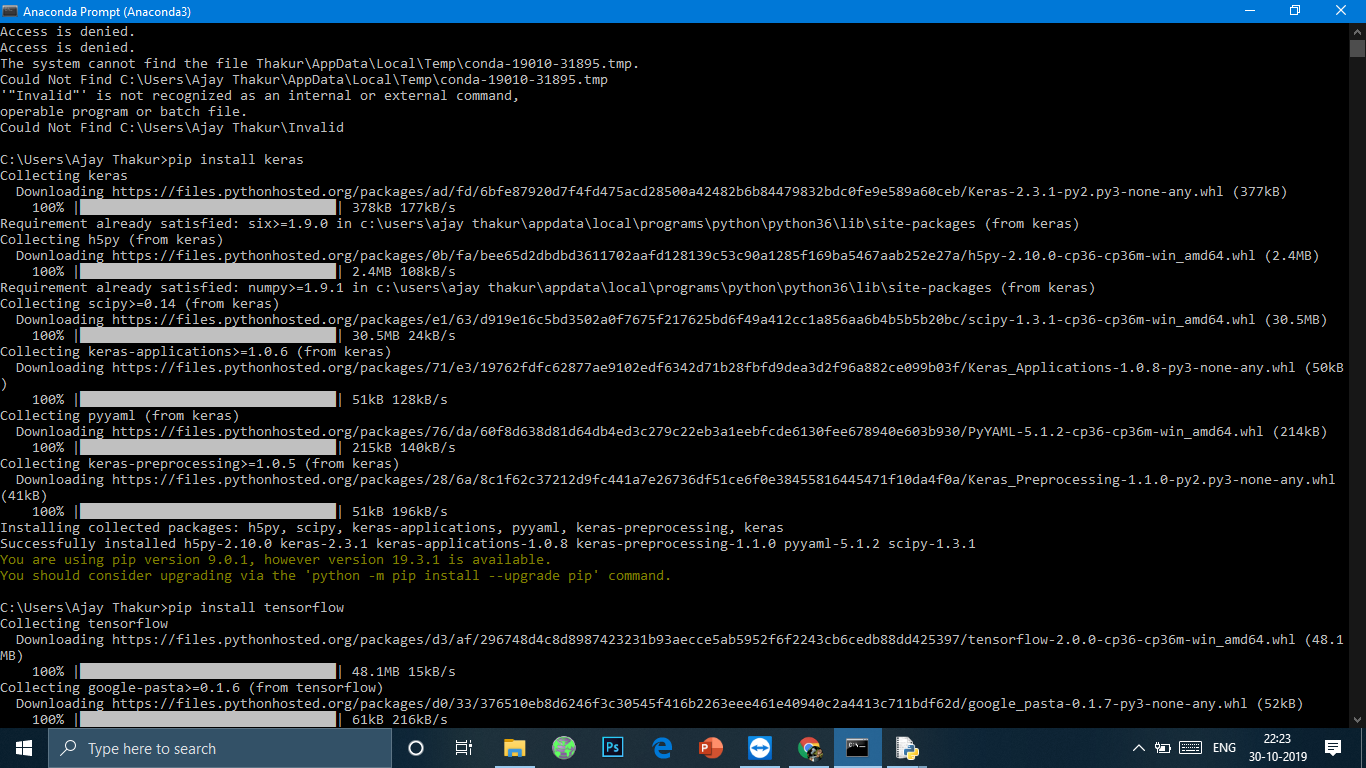 Anaconda Prompt (Anaconda3)
Access is denied.
Access is denied.
The system cannot find the file Thakur\AppData\Local\Temp\conda-19010-31895.tmp.
Could Not Find C:\Users\Ajay Thakur\AppData\Local\Temp\conda-19010-31895.tmp
'"Invalid"' is not recognized as an internal or external command,
operable program or batch file.
Could Not Find C:\Users\Ajay Thakur\Invalid
C:\Users\Ajay Thakur>pip install keras
Collecting keras
Downloading https://files.pythonhosted.org/packages/ad/fd/6bfe87920d7f4fd475acd28500a42482b6b84479832bdc0fe9e589a60ceb/Keras-2.3.1-py2.py3-none-any.whl (377kB)
100% |████████████████████████████████| 378kB 177kB/s
Requirement already satisfied: six>=1.9.0 in c:\users\ajay thakur\appdata\local\programs\python\python36\lib\site-packages (from keras)
Collecting h5py (from keras)
Downloading https://files.pythonhosted.org/packages/0b/fa/bee65d2dbdbd3611702aafd128139c53c90a1285f169ba5467aab252e27a/h5py-2.10.0-cp36-cp36m-win_amd64.whl (2.4MB)
100% |████████████████████████████████| 2.4MB 108kB/s
Requirement already satisfied: numpy>=1.9.1 in c:\users\ajay thakur\appdata\local\programs\python\python36\lib\site-packages (from keras)
Collecting scipy>=0.14 (from keras)
Downloading https://files.pythonhosted.org/packages/e1/63/d919e16c5bd3502a0f7675f217625bd6f49a412cc1a856aa6b4b5b5b20bc/scipy-1.3.1-cp36-cp36m-win_amd64.whl (30.5MB)
100% |████████████████████████████████| 30.5MB 24kB/s
Collecting keras-applications>=1.0.6 (from keras)
Downloading https://files.pythonhosted.org/packages/71/e3/19762fdfc62877ae9102edf6342d71b28fbfd9dea3d2f96a882ce099b03f/Keras_Applications-1.0.8-py3-none-any.whl (50kB
)
100% |████████████████████████████████| 51kB 128kB/s
Collecting pyyaml (from keras)
Downloading https://files.pythonhosted.org/packages/76/da/60f8d638d81d64db4ed3c279c22eb3a1eebfcde6130fee678940e603b930/PyYAML-5.1.2-cp36-cp36m-win_amd64.whl (214kB)
100% |████████████████████████████████| 215kB 140kB/s
Collecting keras-preprocessing>=1.0.5 (from keras)
Downloading https://files.pythonhosted.org/packages/28/6a/8c1f62c37212d9fc441a7e26736df51ce6f0e38455816445471f10da4f0a/Keras_Preprocessing-1.1.0-py2.py3-none-any.whl
(41kB)
100% |████████████████████████████████| 51kB 196kB/s
Installing collected packages: h5py, scipy, keras-applications, pyyaml, keras-preprocessing, keras
Successfully installed h5py-2.10.0 keras-2.3.1 keras-applications-1.0.8 keras-preprocessing-1.1.0 pyyaml-5.1.2 scipy-1.3.1
You are using pip version 9.0.1, however version 19.3.1 is available.
You should consider upgrading via the 'python -m pip install --upgrade pip' command.
C:\Users\Ajay Thakur>pip install tensorflow
Collecting tensorflow
Downloading https://files.pythonhosted.org/packages/d3/af/296748d4c8d8987423231b93aecce5ab5952f6f2243cb6cedb88dd425397/tensorflow-2.0.0-cp36-cp36m-win_amd64.whl (48.1
MB)
100% |████████████████████████████████| 48.1MB 15kB/s
Collecting google-pasta>=0.1.6 (from tensorflow)
Downloading https://files.pythonhosted.org/packages/d0/33/376510eb8d6246f3c30545f416b2263eee461e40940c2a4413c711bdf62d/google_pasta-0.1.7-py3-none-any.whl (52kB)
100% |████████████████████████████████| 61kB 216kB/s
Type here to search
Ps
ENG
22:23
30-10-2019